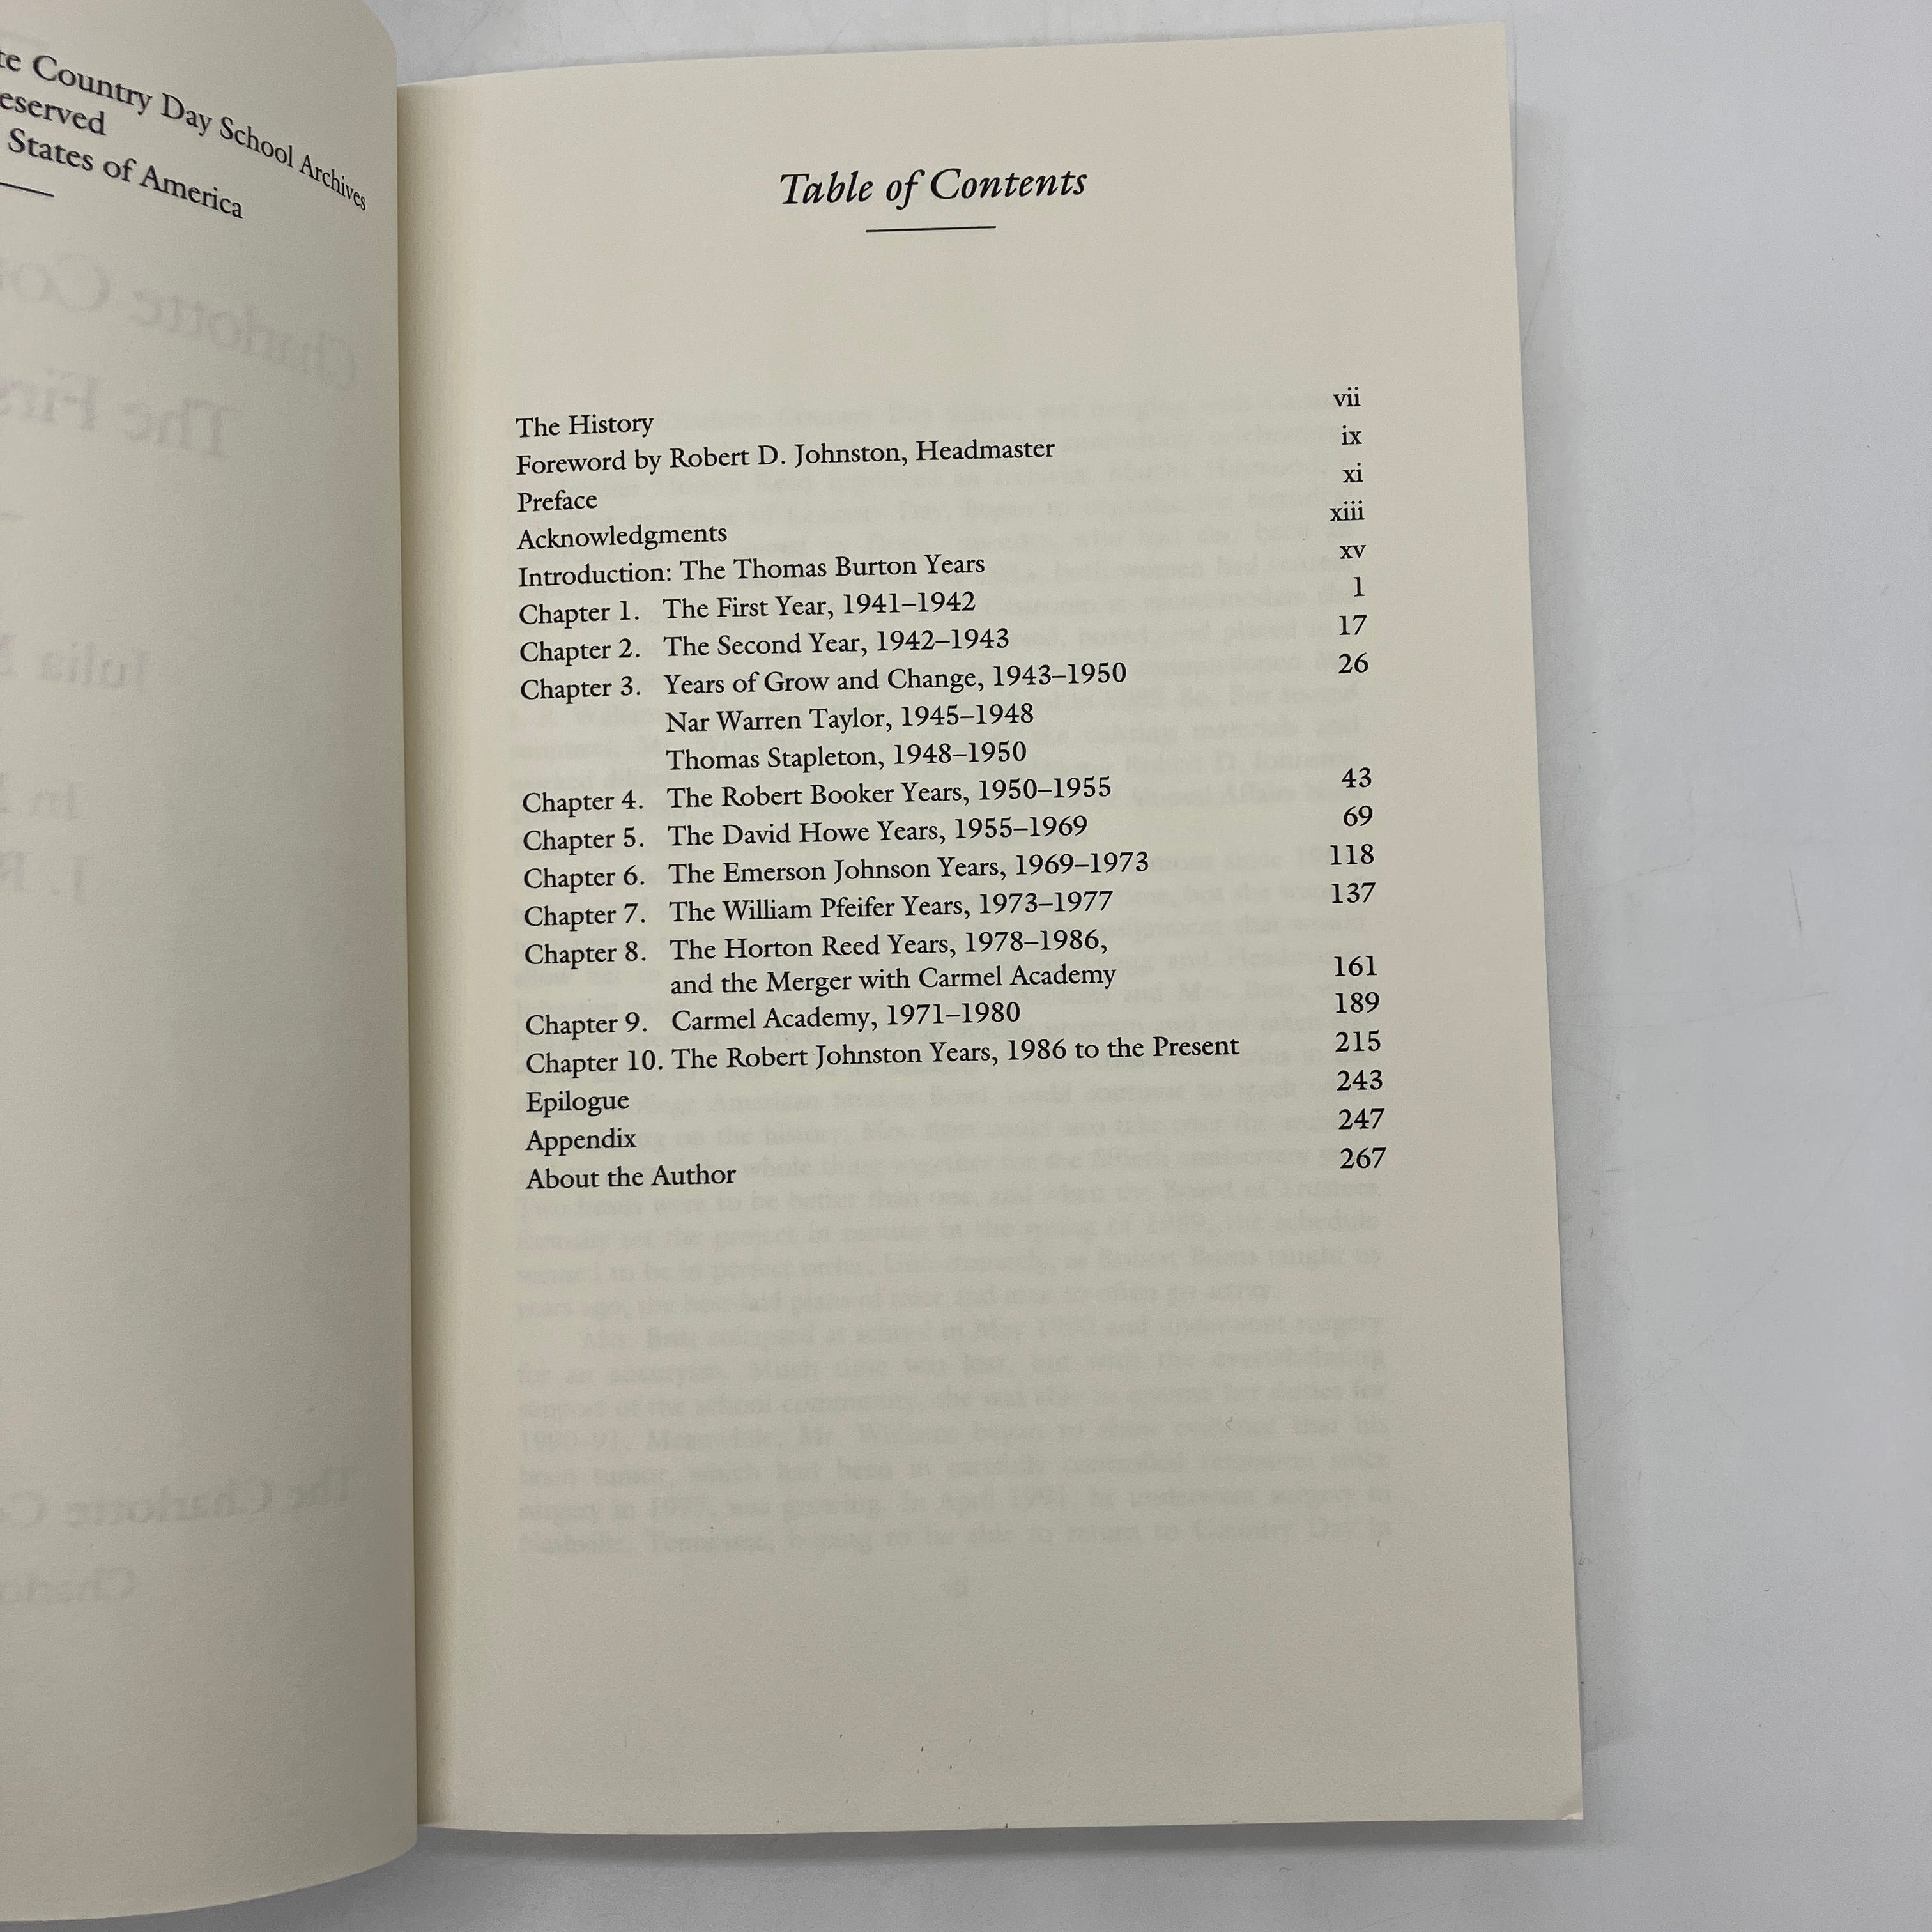 te Country Day School Archives
eserved
States of America
Table of Contents
The History vii
Foreword by Robert D. Johnston, Headmaster ix
Preface xi
Acknowledgments xiii
Introduction: The Thomas Burton Years xv
Chapter 1. The First Year, 1941–1942 1
Chapter 2. The Second Year, 1942–1943 17
Chapter 3. Years of Grow and Change, 1943–1950 26
Nar Warren Taylor, 1945–1948
Thomas Stapleton, 1948–1950
Chapter 4. The Robert Booker Years, 1950–1955 43
Chapter 5. The David Howe Years, 1955–1969 69
Chapter 6. The Emerson Johnson Years, 1969–1973 118
Chapter 7. The William Pfeifer Years, 1973–1977 137
Chapter 8. The Horton Reed Years, 1978–1986,
and the Merger with Carmel Academy 161
Chapter 9. Carmel Academy, 1971–1980 189
Chapter 10. The Robert Johnston Years, 1986 to the Present 215
Epilogue 243
Appendix 247
About the Author 267